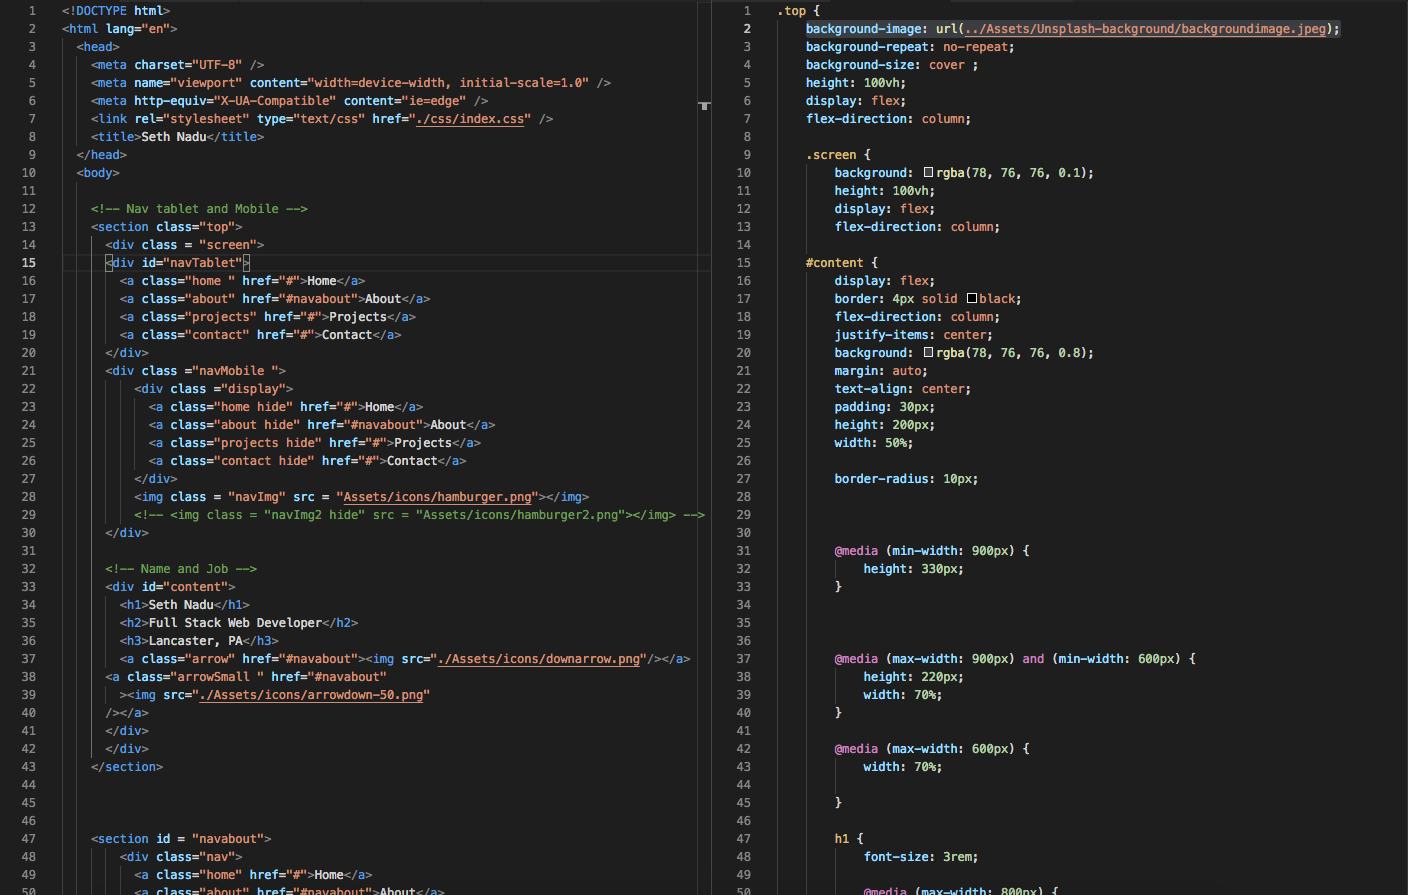 1 <!DOCTYPE html>
2 <html lang="en">
3 <head>
4 <meta charset="UTF-8" />
5 <meta name="viewport" content="width=device-width, initial-scale=1.0" />
6 <meta http-equiv="X-UA-Compatible" content="ie=edge" />
7 <link rel="stylesheet" type="text/css" href="./css/index.css" />
8 <title>Seth Nadu</title>
9 </head>
10 <body>
11
12 <!-- Nav tablet and Mobile -->
13 <section class="top">
14 <div class = "screen">
15 <div id="navTablet">
16 <a class="home " href="#">Home</a>
17 <a class="about" href="#navabout">About</a>
18 <a class="projects" href="#">Projects</a>
19 <a class="contact" href="#">Contact</a>
20 </div>
21 <div class ="navMobile ">
22 <div class ="display">
23 <a class="home hide" href="#">Home</a>
24 <a class="about hide" href="#navabout">About</a>
25 <a class="projects hide" href="#">Projects</a>
26 <a class="contact hide" href="#">Contact</a>
27 </div>
28 <img class = "navImg" src = "Assets/icons/hamburger.png"></img>
29 <!-- <img class = "navImg2 hide" src = "Assets/icons/hamburger2.png"></img> -->
30 </div>
31
32 <!-- Name and Job -->
33 <div id="content">
34 <h1>Seth Nadu</h1>
35 <h2>Full Stack Web Developer</h2>
36 <h3>Lancaster, PA</h3>
37 <a class="arrow" href="#navabout"><img src="./Assets/icons/downarrow.png"/></a>
38 <a class="arrowSmall " href="#navabout"
39 ><img src="./Assets/icons/arrowdown-50.png"
40 /></a>
41 </div>
42 </div>
43 </section>
44
45
46
47 <section id = "navabout">
48 <div class="nav">
49 <a class="home" href="#">Home</a>
50 <a class="about" href="#navabout">About</a>
1 .top {
2 background-image: url(../Assets/Unsplash-background/backgroundimage.jpeg);
3 background-repeat: no-repeat;
4 background-size: cover ;
5 height: 100vh;
6 display: flex;
7 flex-direction: column;
8
9 .screen {
10 background: rgba(78, 76, 76, 0.1);
11 height: 100vh;
12 display: flex;
13 flex-direction: column;
14
15 #content {
16 display: flex;
17 border: 4px solid black;
18 flex-direction: column;
19 justify-items: center;
20 background: rgba(78, 76, 76, 0.8);
21 margin: auto;
22 text-align: center;
23 padding: 30px;
24 height: 200px;
25 width: 50%;
26
27 border-radius: 10px;
28
29
30
31 @media (min-width: 900px) {
32 height: 330px;
33 }
34
35
36
37 @media (max-width: 900px) and (min-width: 600px) {
38 height: 220px;
39 width: 70%;
40 }
41
42 @media (max-width: 600px) {
43 width: 70%;
44
45 }
46
47 h1 {
48 font-size: 3rem;
49
50 @media (max-width: 800px) {